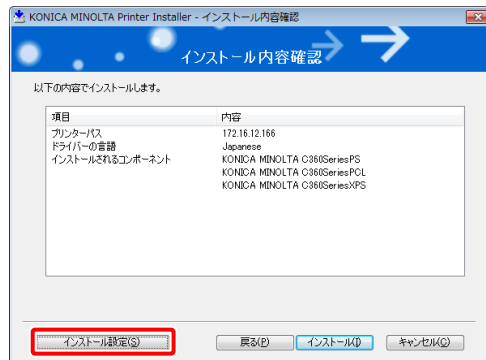 KONICA MINOLTA Printer Installer - インストール内容確認
インストール内容確認
以下の内容でインストールします。
項目 内容
プリンターパス 172.16.12.166
ドライバーの言語 Japanese
インストールされるコンポーネント KONICA MINOLTA C360SeriesPS
KONICA MINOLTA C360SeriesPCL
KONICA MINOLTA C360SeriesXPS
インストール設定(S) 戻る(P) インストール(I) キャンセル(C)